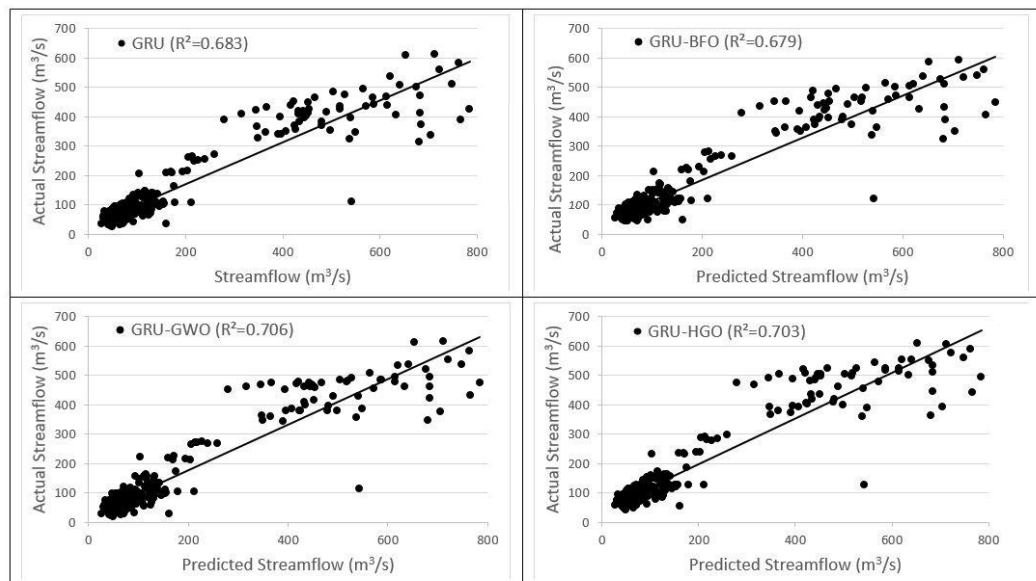 GRU (R²=0.683)
Actual Streamflow (m³/s)
700
600
500
400
300
200
100
0
0 200 400 600 800
Streamflow (m³/s)
GRU-BFO (R²=0.679)
Actual Streamflow (m³/s)
700
600
500
400
300
200
100
0
0 200 400 600 800
Predicted Streamflow (m³/s)
GRU-GWO (R²=0.706)
Actual Streamflow (m³/s)
700
600
500
400
300
200
100
0
0 200 400 600 800
Predicted Streamflow (m³/s)
GRU-HGO (R²=0.703)
Actual Streamflow (m³/s)
700
600
500
400
300
200
100
0
0 200 400 600 800
Predicted Streamflow (m³/s)